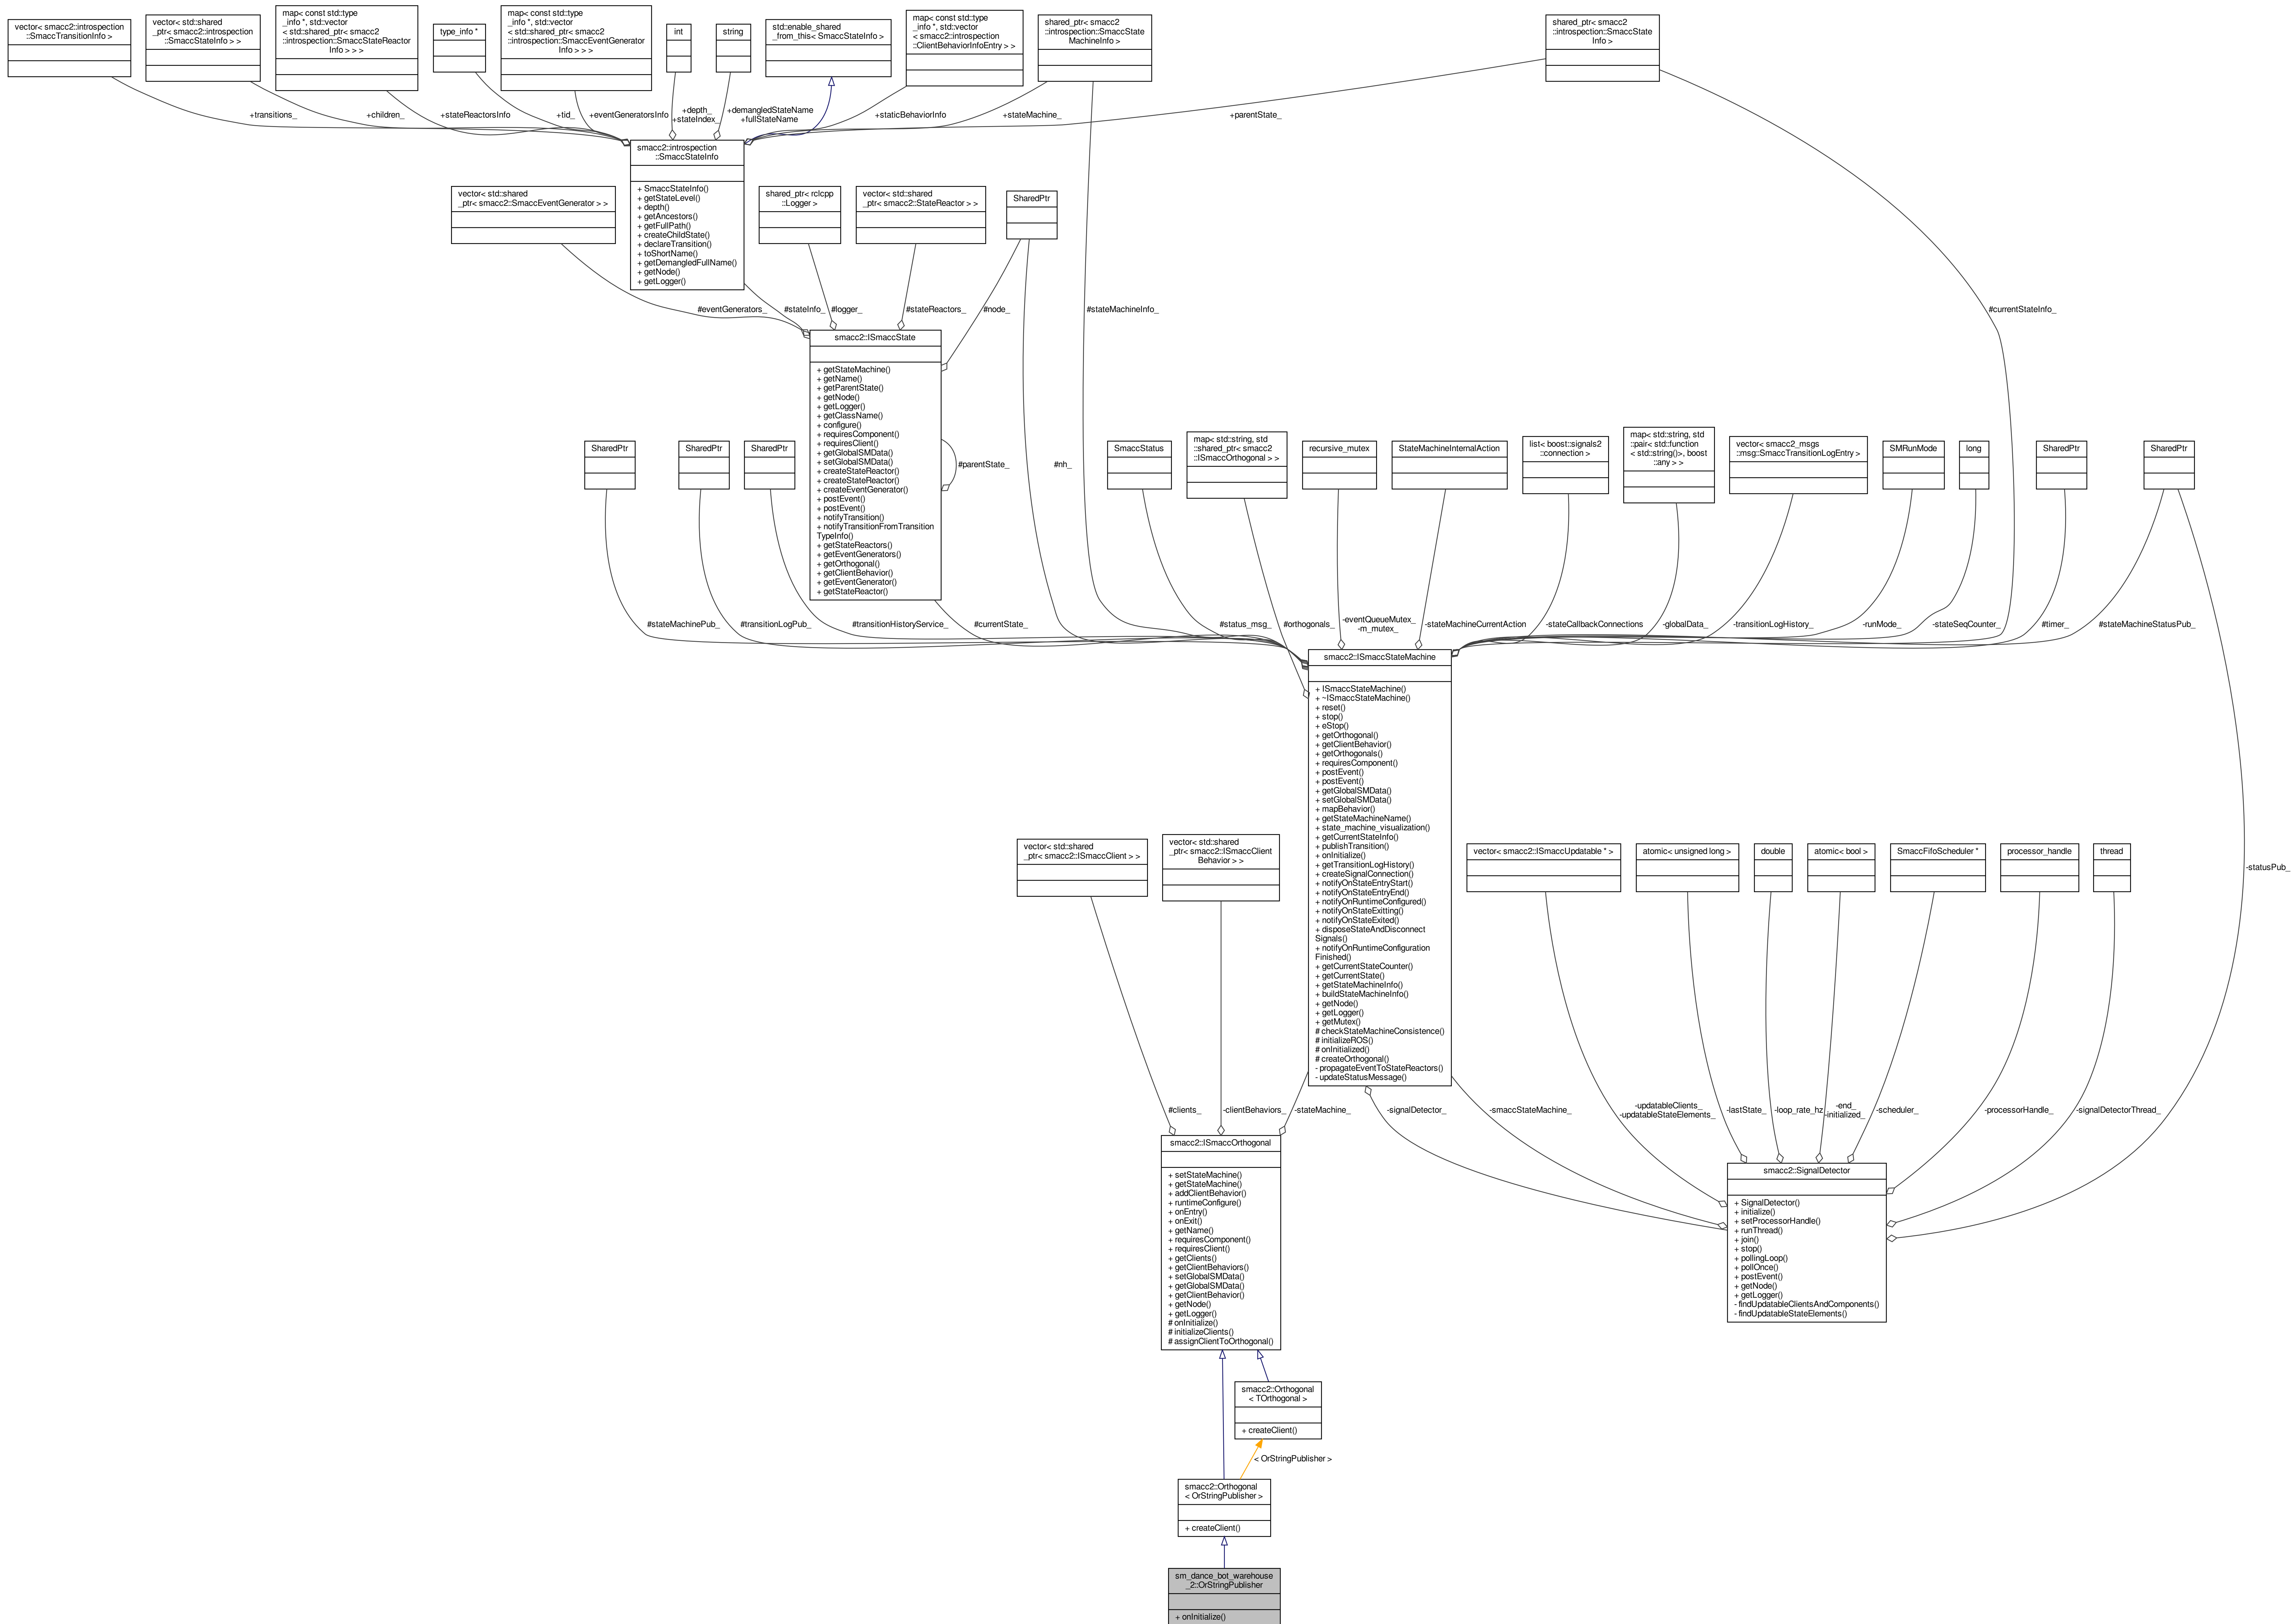 vector< smacc2::introspection
::SmaccTransitionInfo >
vector< std::shared
_ptr< smacc2::introspection
::SmaccStateInfo > >
map< const std::type
_info *, std::vector
< std::shared_ptr< smacc2
::introspection::SmaccStateReactor
Info > > >
type_info *
map< const std::type
_info *, std::vector
< std::shared_ptr< smacc2
::introspection::SmaccEventGenerator
Info > > >
int
string
std::enable_shared
_from_this< SmaccStateInfo >
map< const std::type
_info *, std::vector
< smacc2::introspection
::ClientBehaviorInfoEntry > >
shared_ptr< smacc2
::introspection::SmaccState
MachineInfo >
shared_ptr< smacc2
::introspection::SmaccState
Info >
+transitions_
+children_
+stateReactorsInfo
+tid_
+eventGeneratorsInfo
+depth_
+stateIndex_
+demangledStateName
+fullStateName
+staticBehaviorInfo
+stateMachine_
+parentState_
smacc2::introspection
::SmaccStateInfo
+ SmaccStateInfo()
+ getStateLevel()
+ depth()
+ getAncestors()
+ getFullPath()
+ createChildState()
+ declareTransition()
+ toShortName()
+ getDemangledFullName()
+ getNode()
+ getLogger()
vector< std::shared
_ptr< smacc2::SmaccEventGenerator > >
shared_ptr< rclcpp
::Logger >
vector< std::shared
_ptr< smacc2::StateReactor > >
SharedPtr
#eventGenerators_
#stateInfo_
#logger_
#stateReactors_
#node_
#stateMachineInfo_
#currentStateInfo_
smacc2::ISmaccState
+ getStateMachine()
+ getName()
+ getParentState()
+ getNode()
+ getLogger()
+ getClassName()
+ configure()
+ requiresComponent()
+ requiresClient()
+ getGlobalSMData()
+ setGlobalSMData()
+ createStateReactor()
+ createStateReactor()
+ createEventGenerator()
+ postEvent()
+ postEvent()
+ notifyTransition()
+ notifyTransitionFromTransition
TypeInfo()
+ getStateReactors()
+ getEventGenerators()
+ getOrthogonal()
+ getClientBehavior()
+ getEventGenerator()
+ getStateReactor()
#parentState_
#nh_
SharedPtr
SharedPtr
SharedPtr
SmaccStatus
map< std::string, std
::shared_ptr< smacc2
::ISmaccOrthogonal > >
recursive_mutex
StateMachineInternalAction
list< boost::signals2
::connection >
map< std::string, std
::pair< std::function
< std::string()>, boost
::any > >
vector< smacc2_msgs
::msg::SmaccTransitionLogEntry >
SMRunMode
long
SharedPtr
SharedPtr
#stateMachinePub_
#transitionLogPub_
#transitionHistoryService_
#currentState_
#status_msg_
#orthogonals_
-eventQueueMutex_
-m_mutex_
-stateMachineCurrentAction
-stateCallbackConnections
-globalData_
-transitionLogHistory_
-runMode_
-stateSeqCounter_
#timer_
#stateMachineStatusPub_
smacc2::ISmaccStateMachine
+ ISmaccStateMachine()
+ ~ISmaccStateMachine()
+ reset()
+ stop()
+ eStop()
+ getOrthogonal()
+ getClientBehavior()
+ getOrthogonals()
+ requiresComponent()
+ postEvent()
+ postEvent()
+ getGlobalSMData()
+ setGlobalSMData()
+ mapBehavior()
+ getStateMachineName()
+ state_machine_visualization()
+ getCurrentStateInfo()
+ publishTransition()
+ onInitialize()
+ getTransitionLogHistory()
+ createSignalConnection()
+ notifyOnStateEntryStart()
+ notifyOnStateEntryEnd()
+ notifyOnRuntimeConfigured()
+ notifyOnStateExitting()
+ notifyOnStateExited()
+ disposeStateAndDisconnect
Signals()
+ notifyOnRuntimeConfiguration
Finished()
+ getCurrentStateCounter()
+ getCurrentState()
+ getStateMachineInfo()
+ buildStateMachineInfo()
+ getNode()
+ getLogger()
+ getMutex()
# checkStateMachineConsistence()
# initializeROS()
# onInitialized()
# createOrthogonal()
- propagateEventToStateReactors()
- updateStatusMessage()
vector< std::shared
_ptr< smacc2::ISmaccClient > >
vector< std::shared
_ptr< smacc2::ISmaccClient
Behavior > >
vector< smacc2::ISmaccUpdatable * >
atomic< unsigned long >
double
atomic< bool >
SmaccFifoScheduler *
processor_handle
thread
-statusPub_
#clients_
-clientBehaviors_
-stateMachine_
-signalDetector_
-smaccStateMachine_
-updatableClients_
-updatableStateElements_
-lastState_
-loop_rate_hz
-end_
-initialized_
-scheduler_
-processorHandle_
-signalDetectorThread_
smacc2::ISmaccOrthogonal
+ setStateMachine()
+ getStateMachine()
+ addClientBehavior()
+ runtimeConfigure()
+ onEntry()
+ onExit()
+ getName()
+ requiresComponent()
+ requiresClient()
+ getClients()
+ getClientBehaviors()
+ setGlobalSMData()
+ getGlobalSMData()
+ getClientBehavior()
+ getNode()
+ getLogger()
# onInitialize()
# initializeClients()
# assignClientToOrthogonal()
smacc2::SignalDetector
+ SignalDetector()
+ initialize()
+ setProcessorHandle()
+ runThread()
+ join()
+ stop()
+ pollingLoop()
+ pollOnce()
+ postEvent()
+ getNode()
+ getLogger()
- findUpdatableClientsAndComponents()
- findUpdatableStateElements()
smacc2::Orthogonal
< TOrthogonal >
+ createClient()
< OrStringPublisher >
smacc2::Orthogonal
< OrStringPublisher >
+ createClient()
sm_dance_bot_warehouse
_2::OrStringPublisher
+ onInitialize()